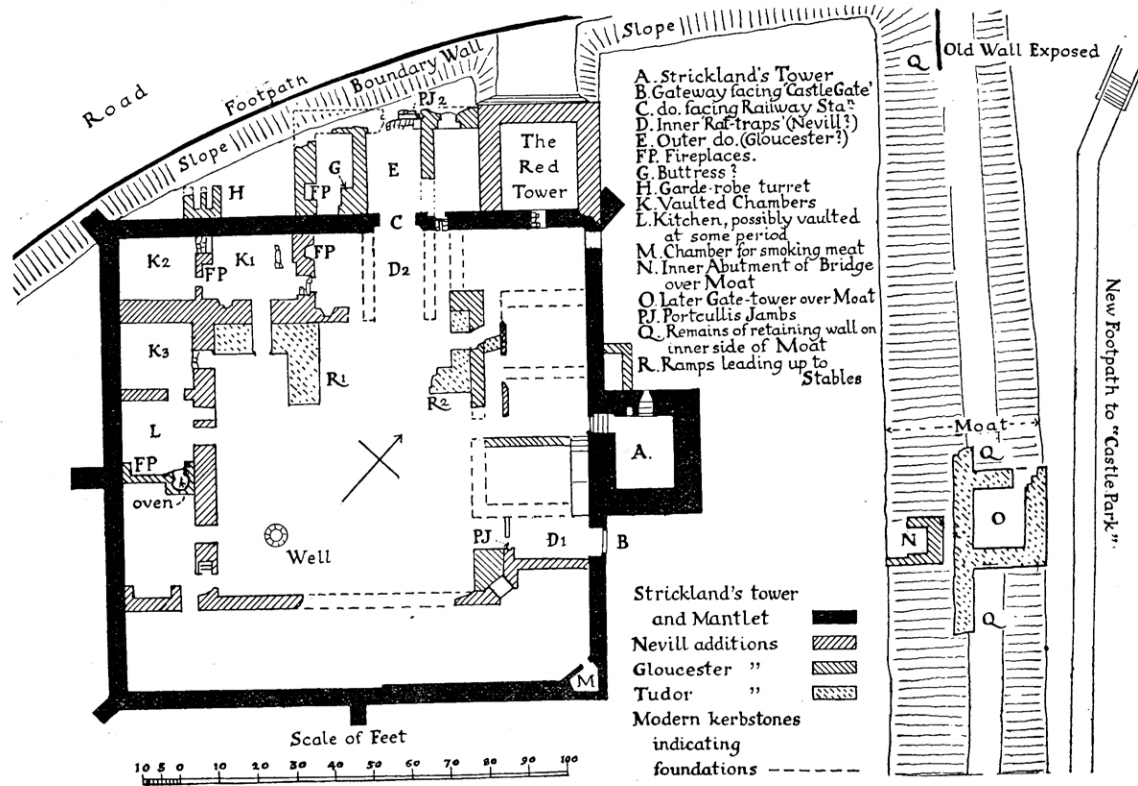 Road
Footpath
Boundary Wall
Slope
Slope
Old Wall Exposed
Q
PJ2
The
Red
Tower
G
E
H
FP
C
K2
FP
K1
FP
D2
K3
R1
R2
L
FP
oven
Well
A.
PJ
D1
B
M
A. Strickland's Tower
B. Gateway facing 'CastleGate'
C. do. facing Railway Stan
D. Inner 'Rat-traps' (Nevill?)
E. Outer do. (Gloucester?)
FP. Fireplaces.
G. Buttress?
H. Garde-robe turret
K. Vaulted Chambers
L. Kitchen, possibly vaulted
at some period
M. Chamber for smoking meat
N. Inner Abutment of Bridge
over Moat
O. Later Gate-tower over Moat
PJ. Portcullis Jambs
Q. Remains of retaining wall on
inner side of Moat
R. Ramps leading up to
Stables
Moat
Q
N
O
Q
New Footpath to "Castle Park".
Strickland's tower
and Mantlet
Nevill additions
Gloucester "
Tudor "
Modern kerbstones
indicating
foundations
Scale of Feet
10 5 0 10 20 30 40 50 60 70 80 90 100